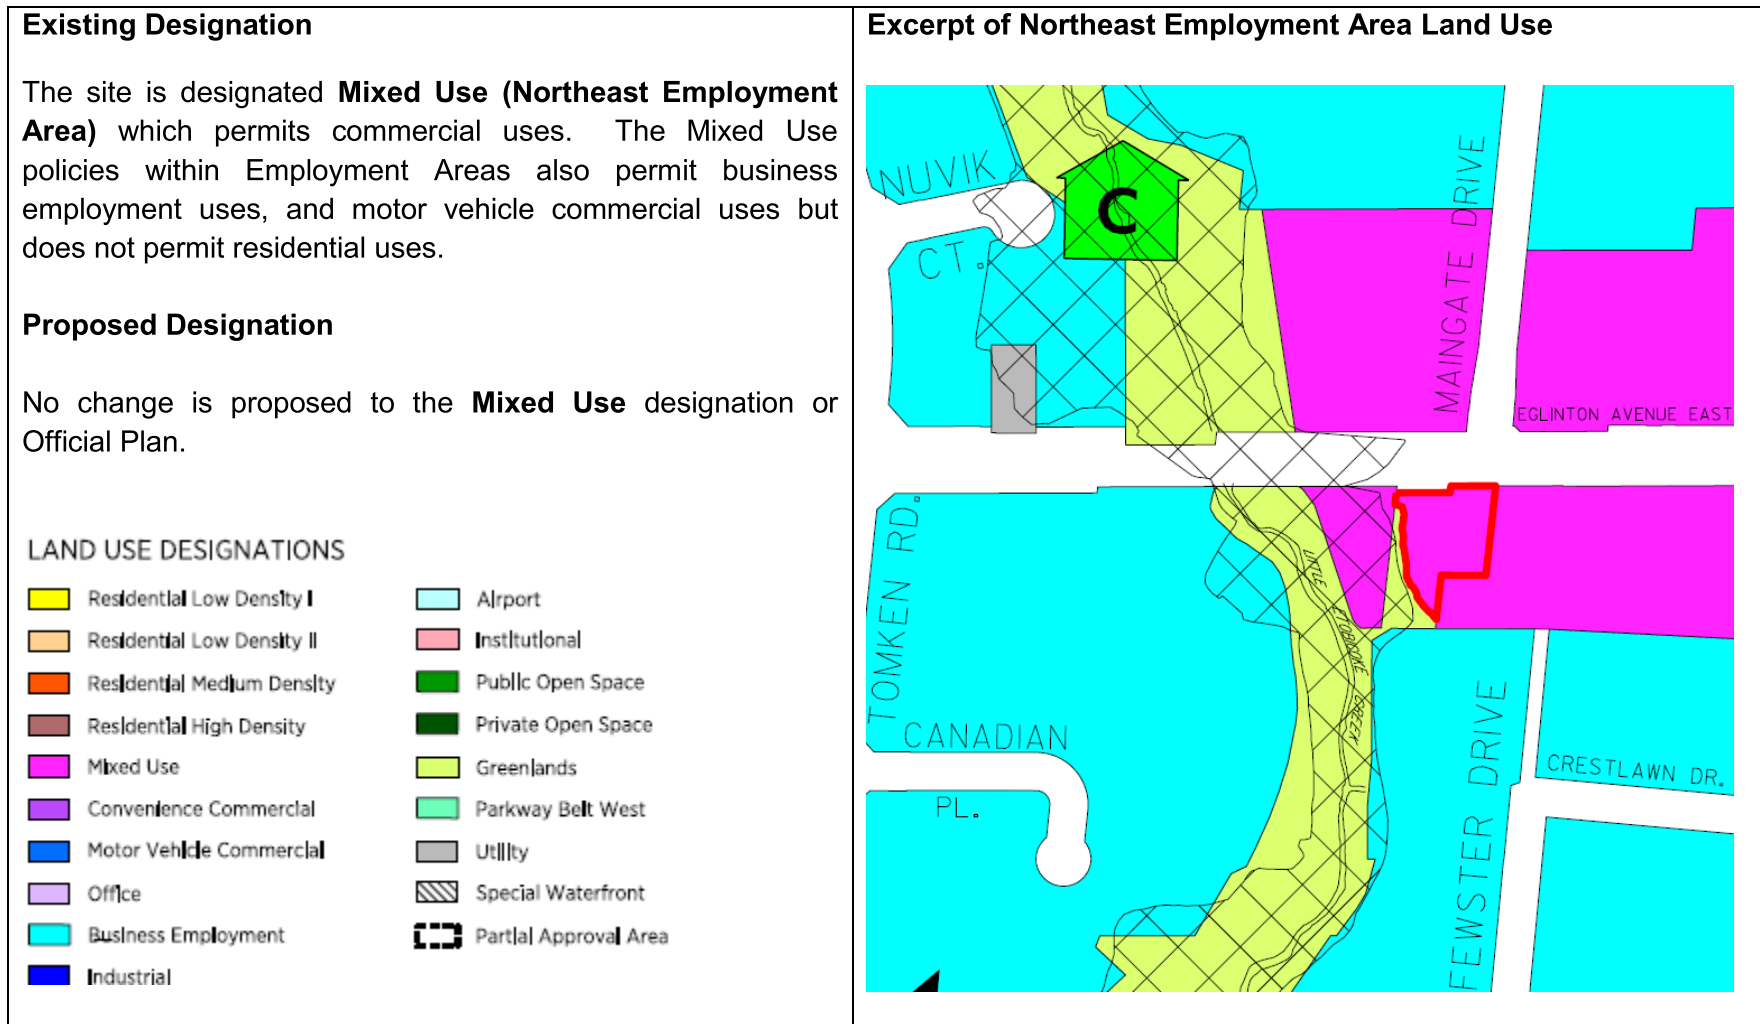 Existing Designation
The site is designated Mixed Use (Northeast Employment
Area) which permits commercial uses. The Mixed Use
policies within Employment Areas also permit business
employment uses, and motor vehicle commercial uses but
does not permit residential uses.
Proposed Designation
No change is proposed to the Mixed Use designation or
Official Plan.
LAND USE DESIGNATIONS
Residential Low Density I
Residential Low Density II
Residential Medium Density
Residential High Density
Mixed Use
Convenience Commercial
Motor Vehicle Commercial
Office
Business Employment
Industrial
Airport
Institutional
Public Open Space
Private Open Space
Greenlands
Parkway Belt West
Utility
Special Waterfront
Partial Approval Area
Excerpt of Northeast Employment Area Land Use
NUVIK
CT.
C
MAINGATE DRIVE
EGLINTON AVENUE EAST
TOMKEN RD.
LITTLE ETOBICOKE CREEK
CANADIAN
PL.
FEWSTER DRIVE
CRESTLAWN DR.